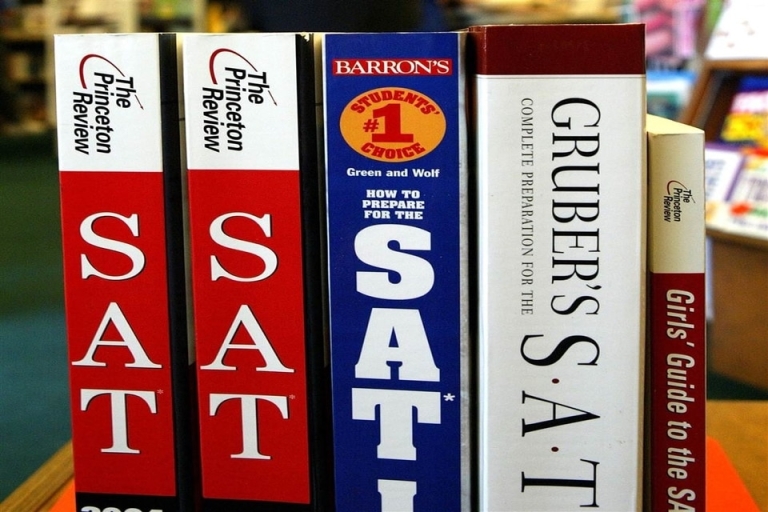 The
Princeton
Review
SAT
The
Princeton
Review
SAT
BARRON'S
STUDENTS'
#1
CHOICE
Green and Wolf
HOW TO
PREPARE
FOR THE
SAT*
I
GRUBER'S
COMPLETE PREPARATION FOR THE
S·A·T
The
Princeton
Review
Girls' Guide to the SA